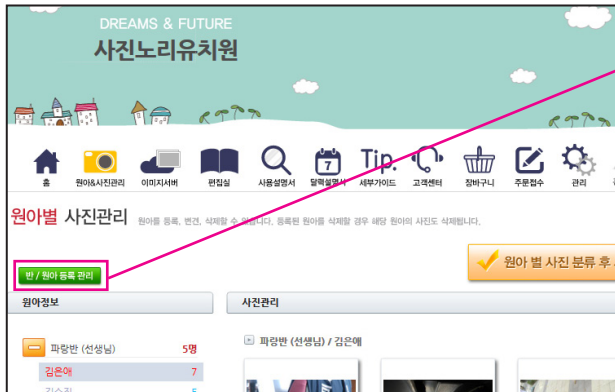 DREAMS & FUTURE
사진노리유치원
홈
원아&사진관리
이미지서버
편집실
사용설명서
7
달력설명서
Tip.
세부가이드
고객센터
장바구니
주문접수
관리
원아별 사진관리
원아를 등록, 변견, 삭제할 수 있습니다. 등록된 원아를 삭제할 경우 해당 원아의 사진도 삭제됩니다.
원아 별 사진 분류 후
반 / 원아 등록 관리
원아정보
사진관리
파랑반 (선생님) 5명
파랑반 (선생님) / 김은애
김은애 7